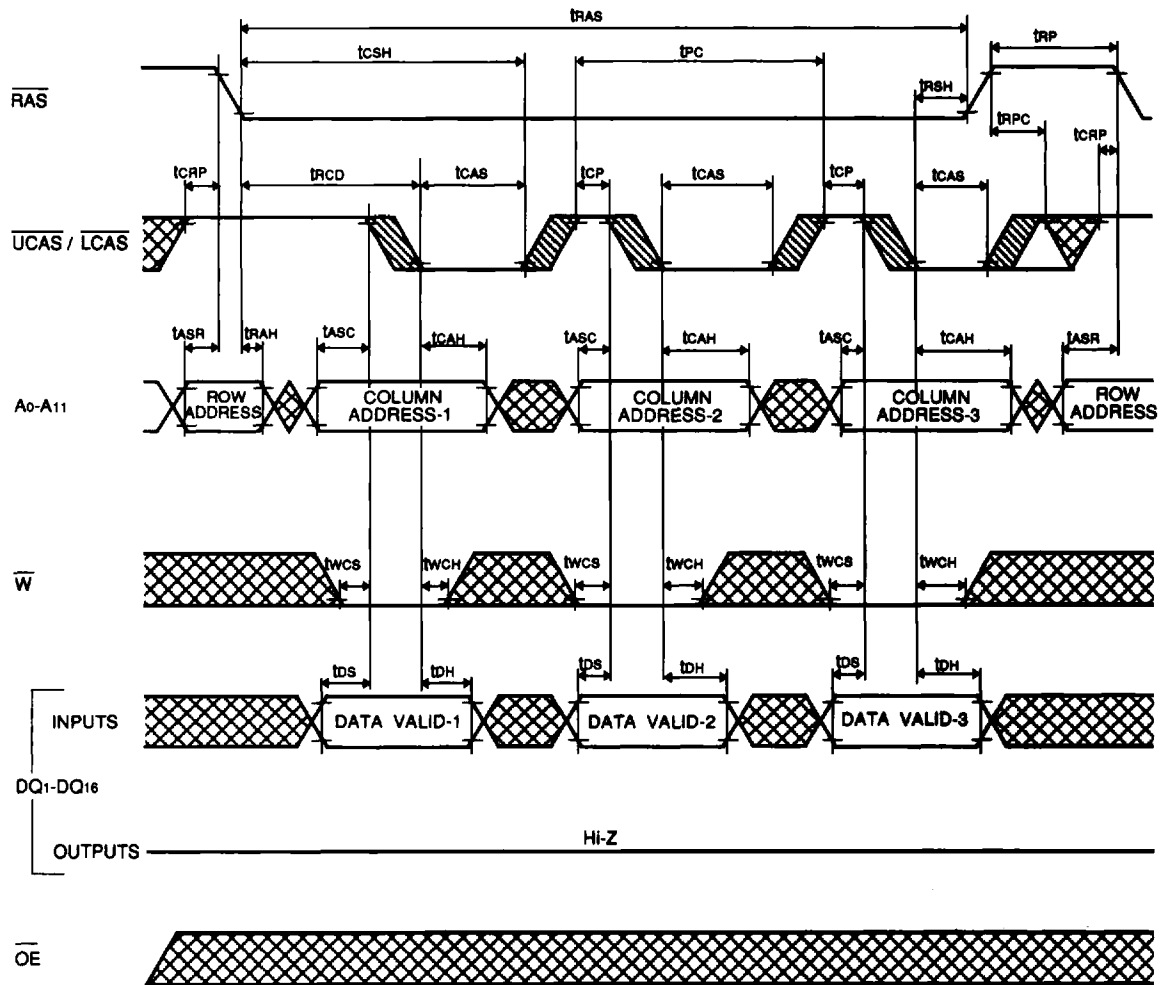 tRAS
tCSH tPC tRP
RAS tRSH
tRPC
tCRP
tCRP tRCD tCAS tCP tCAS tCP tCAS
UCAS / LCAS
tASR tRAH tASC tCAH tASC tCAH tASC tCAH tASR
A0-A11 ROW ADDRESS COLUMN ADDRESS-1 COLUMN ADDRESS-2 COLUMN ADDRESS-3 ROW ADDRESS
W tWCS tWCH tWCS tWCH tWCS tWCH
tDS tDH tDS tDH tDS tDH
INPUTS DATA VALID-1 DATA VALID-2 DATA VALID-3
DQ1-DQ16
OUTPUTS Hi-Z
OE